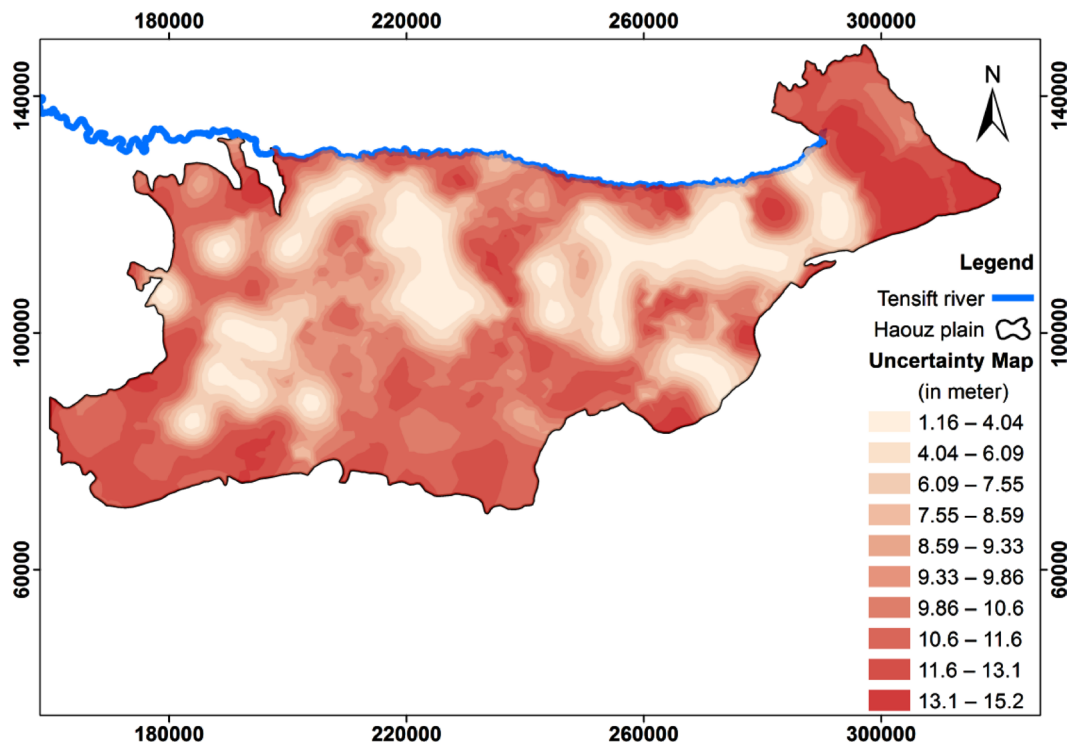 180000 220000 260000 300000
140000
100000
60000
N
140000
100000
60000
Legend
Tensift river
Haouz plain
Uncertainty Map
(in meter)
1.16 – 4.04
4.04 – 6.09
6.09 – 7.55
7.55 – 8.59
8.59 – 9.33
9.33 – 9.86
9.86 – 10.6
10.6 – 11.6
11.6 – 13.1
13.1 – 15.2
180000 220000 260000 300000